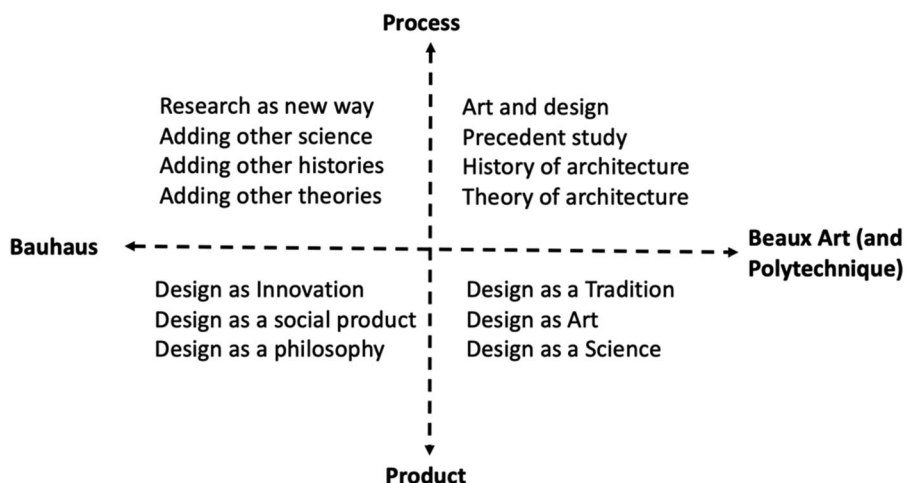 Process
Research as new way
Adding other science
Adding other histories
Adding other theories
Art and design
Precedent study
History of architecture
Theory of architecture
Bauhaus
Beaux Art (and
Polytechnique)
Design as Innovation
Design as a social product
Design as a philosophy
Design as a Tradition
Design as Art
Design as a Science
Product